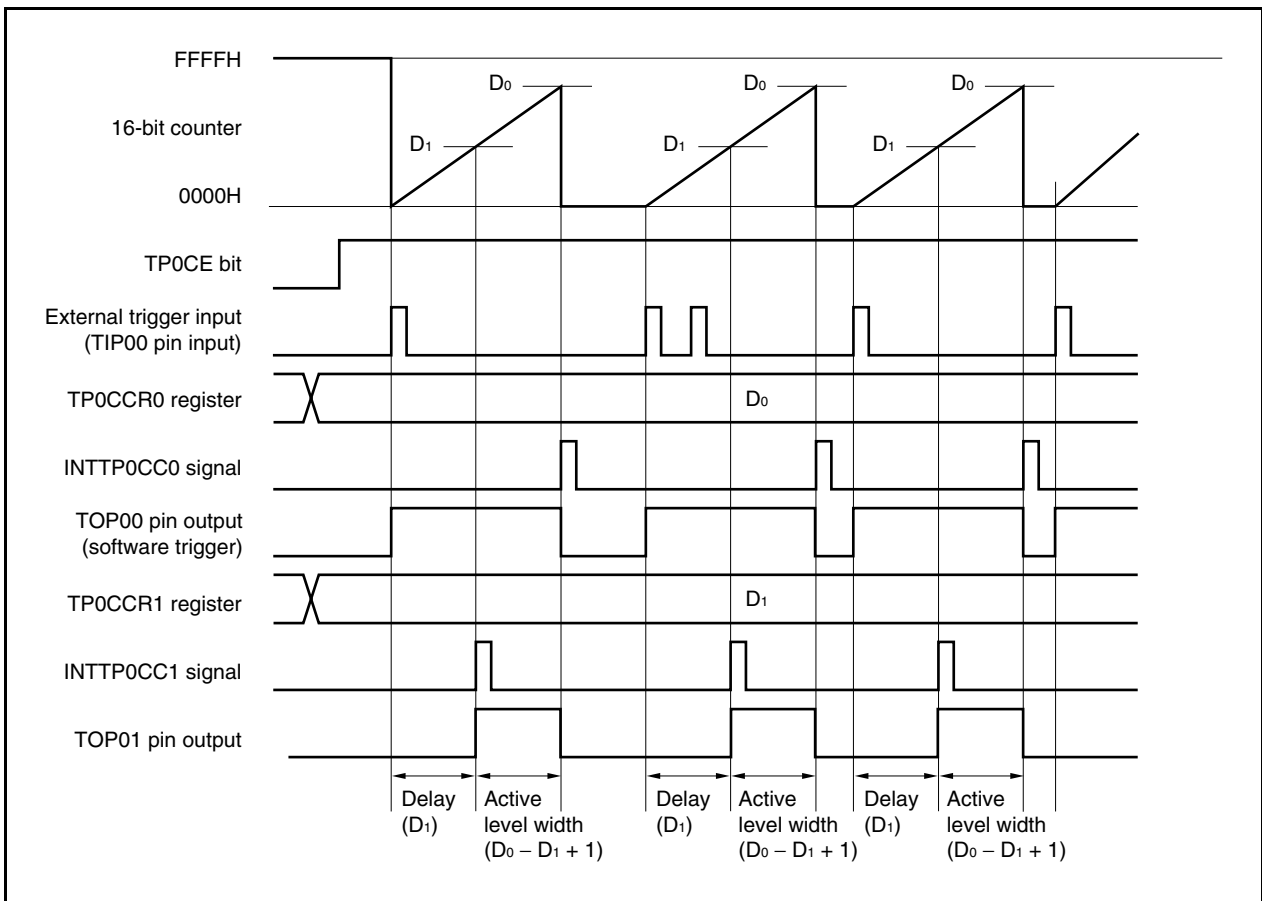 FFFFH
D₀ D₀ D₀
16-bit counter
D₁ D₁ D₁
0000H
TP0CE bit
External trigger input
(TIP00 pin input)
TP0CCR0 register D₀
INTTP0CC0 signal
TOP00 pin output
(software trigger)
TP0CCR1 register D₁
INTTP0CC1 signal
TOP01 pin output
Delay
(D₁)
Active
level width
(D₀ − D₁ + 1)
Delay
(D₁)
Active
level width
(D₀ − D₁ + 1)
Delay
(D₁)
Active
level width
(D₀ − D₁ + 1)